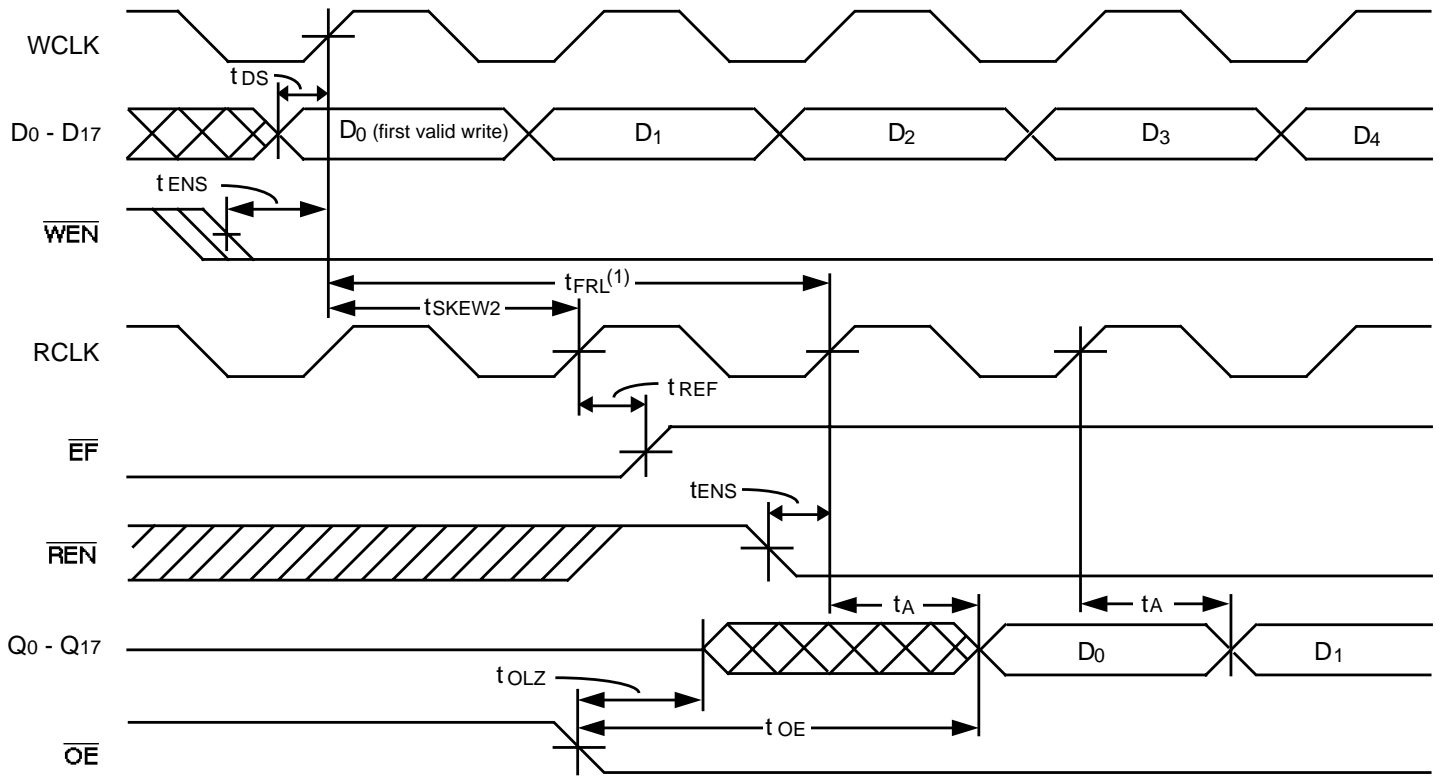 WCLK
tDS
D0 - D17
D0 (first valid write)
D1
D2
D3
D4
tENS
WEN
tFRL(1)
tSKEW2
RCLK
tREF
EF
tENS
REN
tA
tA
Q0 - Q17
D0
D1
tOLZ
tOE
OE